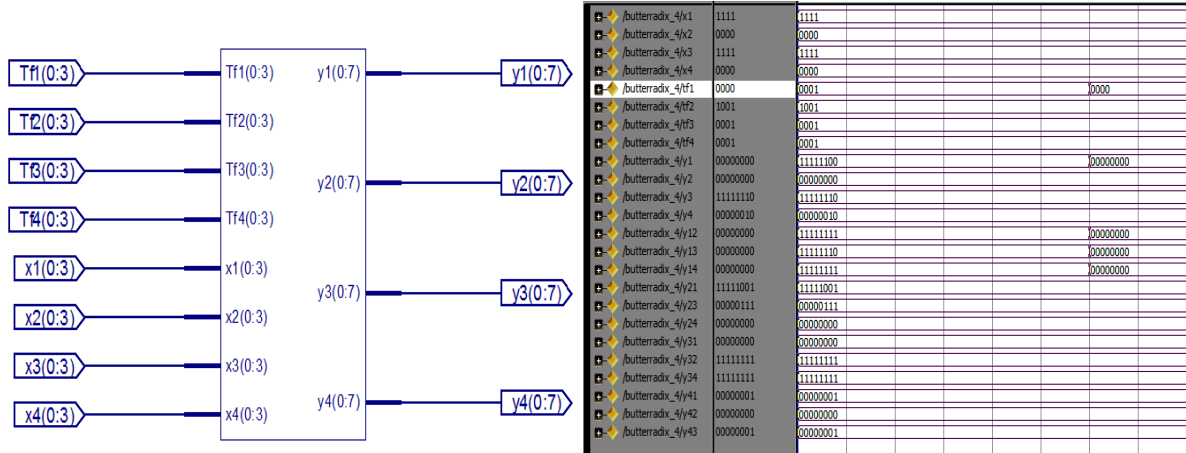 Tf1(0:3) Tf1(0:3) y1(0:7) y1(0:7)
Tf2(0:3) Tf2(0:3)
Tf3(0:3) Tf3(0:3) y2(0:7) y2(0:7)
Tf4(0:3) Tf4(0:3)
x1(0:3) x1(0:3) y3(0:7) y3(0:7)
x2(0:3) x2(0:3)
x3(0:3) x3(0:3)
x4(0:3) x4(0:3) y4(0:7) y4(0:7)
/butterradix_4/x1 1111 1111
/butterradix_4/x2 0000 0000
/butterradix_4/x3 1111 1111
/butterradix_4/x4 0000 0000
/butterradix_4/tf1 0000 0001 0000
/butterradix_4/tf2 1001 1001
/butterradix_4/tf3 0001 0001
/butterradix_4/tf4 0001 0001
/butterradix_4/y1 00000000 11111100 00000000
/butterradix_4/y2 00000000 00000000
/butterradix_4/y3 11111110 11111110
/butterradix_4/y4 00000010 00000010
/butterradix_4/y12 00000000 11111111 00000000
/butterradix_4/y13 00000000 11111110 00000000
/butterradix_4/y14 00000000 11111111 00000000
/butterradix_4/y21 11111001 11111001
/butterradix_4/y23 00000111 00000111
/butterradix_4/y24 00000000 00000000
/butterradix_4/y31 00000000 00000000
/butterradix_4/y32 11111111 11111111
/butterradix_4/y34 11111111 11111111
/butterradix_4/y41 00000001 00000001
/butterradix_4/y42 00000000 00000000
/butterradix_4/y43 00000001 00000001